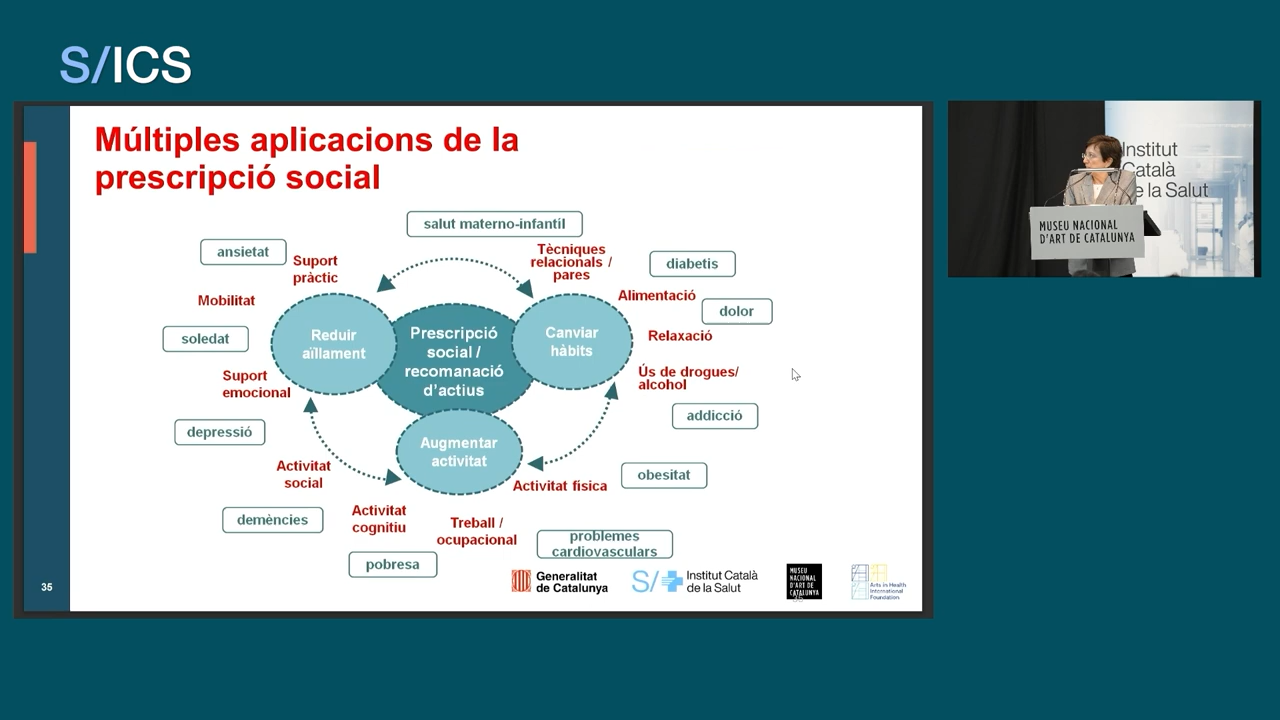 S/ICS
Múltiples aplicacions de la
prescripció social
salut materno-infantil
ansietat
Suport
pràctic
Tècniques
relacionals /
pares
diabetis
Mobilitat
Alimentació
dolor
soledat
Reduir
aïllament
Prescripció
social /
recomanació
d'actius
Canviar
hàbits
Relaxació
Suport
emocional
Ús de drogues/
alcohol
addicció
depressió
Augmentar
activitat
Activitat
social
Activitat física
obesitat
demències
Activitat
cognitiu
Treball /
ocupacional
problemes
cardiovasculars
pobresa
35
Generalitat
de Catalunya
S/
Institut Català
de la Salut
MUSEU
NACIONAL
D'ART DE
CATALUNYA
35
Arts in Health
International
Foundation
Institut
Català
de la Salut
MUSEU NACIONAL
D'ART DE CATALUNYA